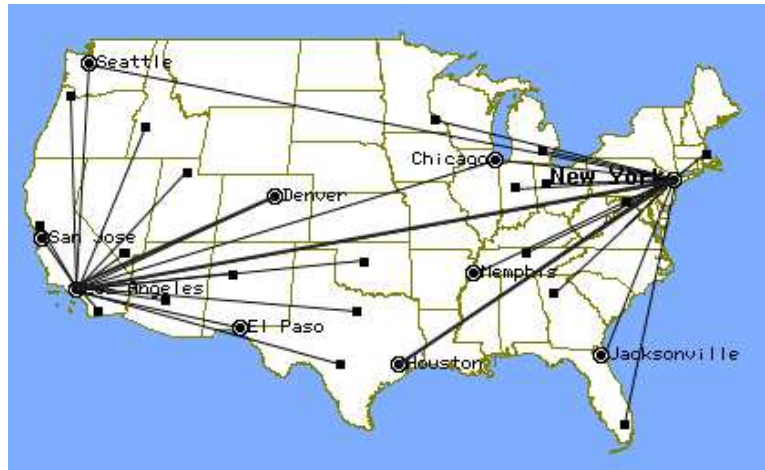 Seattle
Chicago
New York
Denver
San Jose
Memphis
Los Angeles
El Paso
Jacksonville
Houston